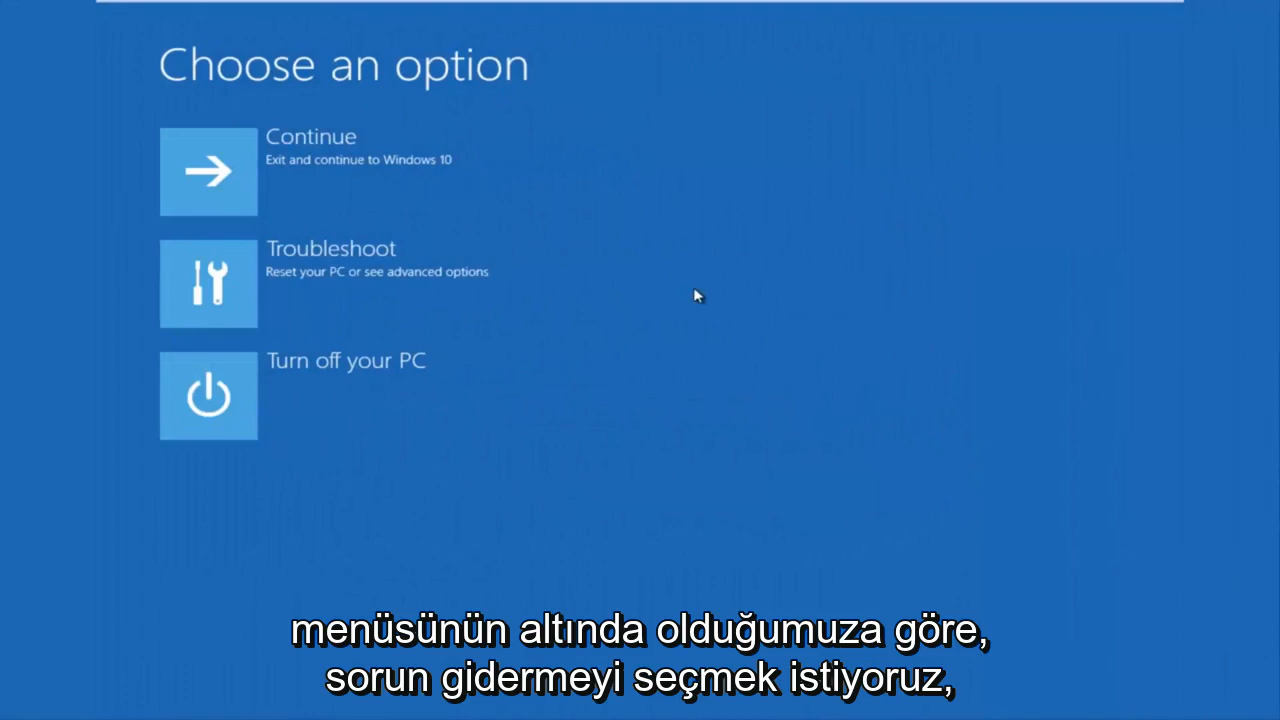 Choose an option
Continue
Exit and continue to Windows 10
Troubleshoot
Reset your PC or see advanced options
Turn off your PC
menüsünün altında olduğumuza göre,
sorun gidermeyi seçmek istiyoruz,